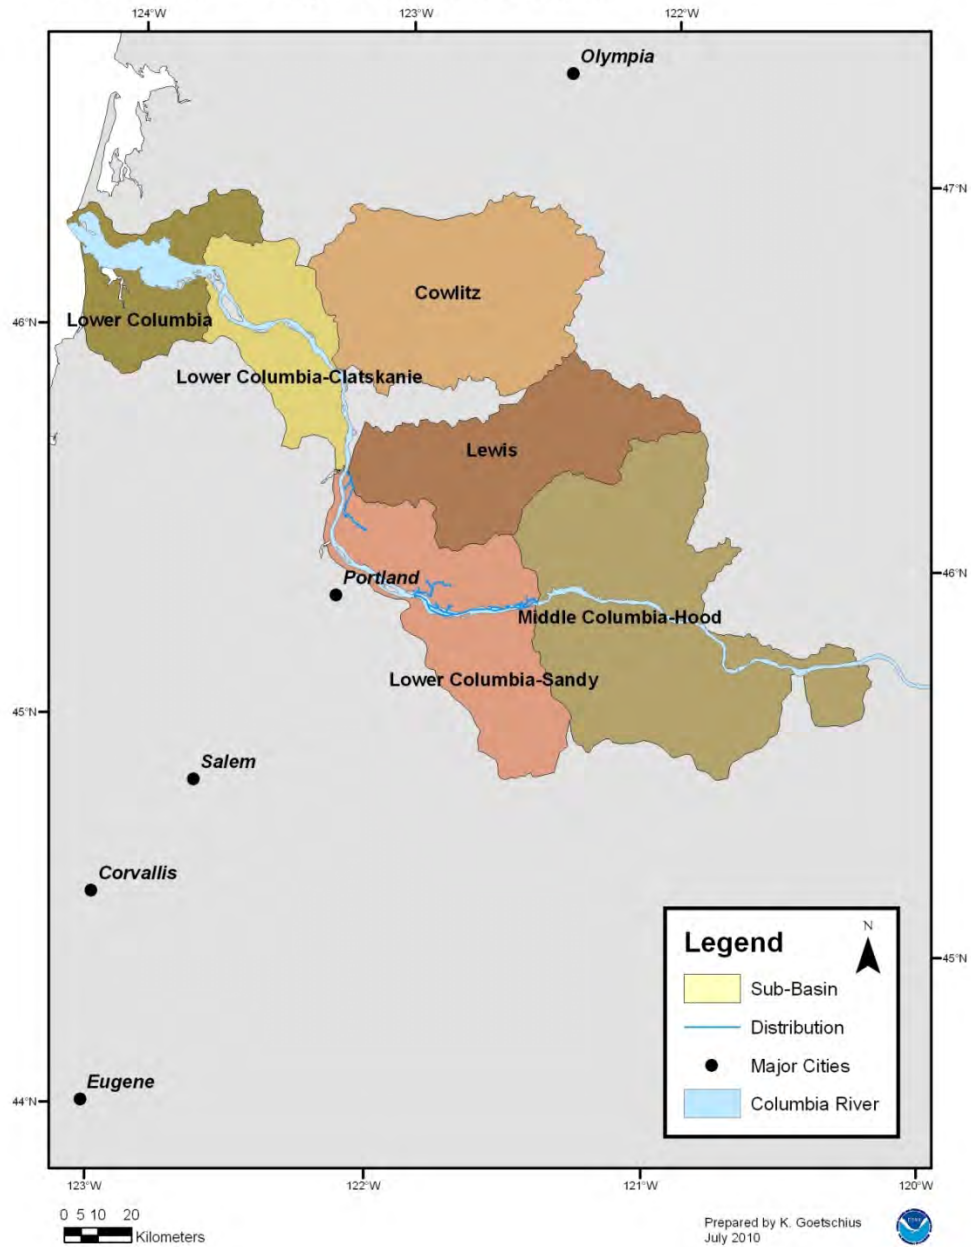 124°W
123°W
122°W
Olympia
47°N
Cowlitz
Lower Columbia
46°N
Lower Columbia-Clatskanie
Lewis
Portland
46°N
Middle Columbia-Hood
Lower Columbia-Sandy
45°N
Salem
Corvallis
Legend
N
45°N
Sub-Basin
Distribution
Major Cities
Columbia River
Eugene
44°N
123°W
122°W
121°W
120°W
0 5 10 20
Kilometers
Prepared by K. Goetschius
July 2010